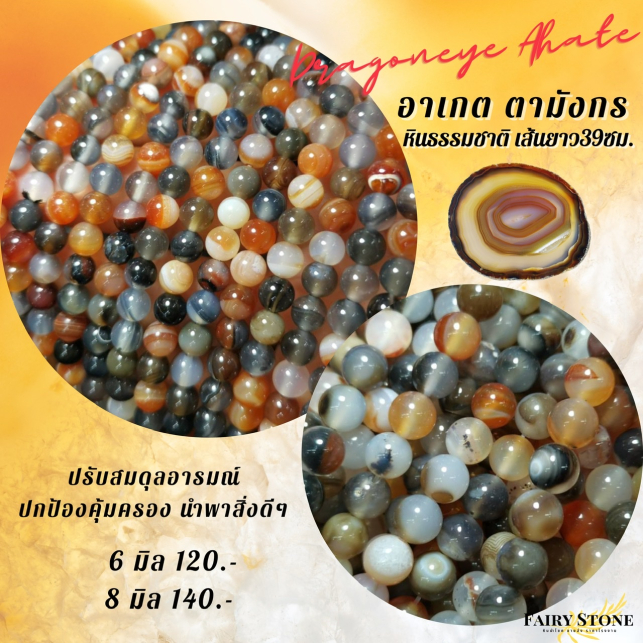 Dragoneye Ahate
อาเกต ตามังกร
หินธรรมชาติ เส้นยาว39ซม.
ปรับสมดุลอารมณ์
ปกป้องคุ้มครอง นำพาสิ่งดีๆ
6 มิล 120.-
8 มิล 140.-
FAIRY STONE